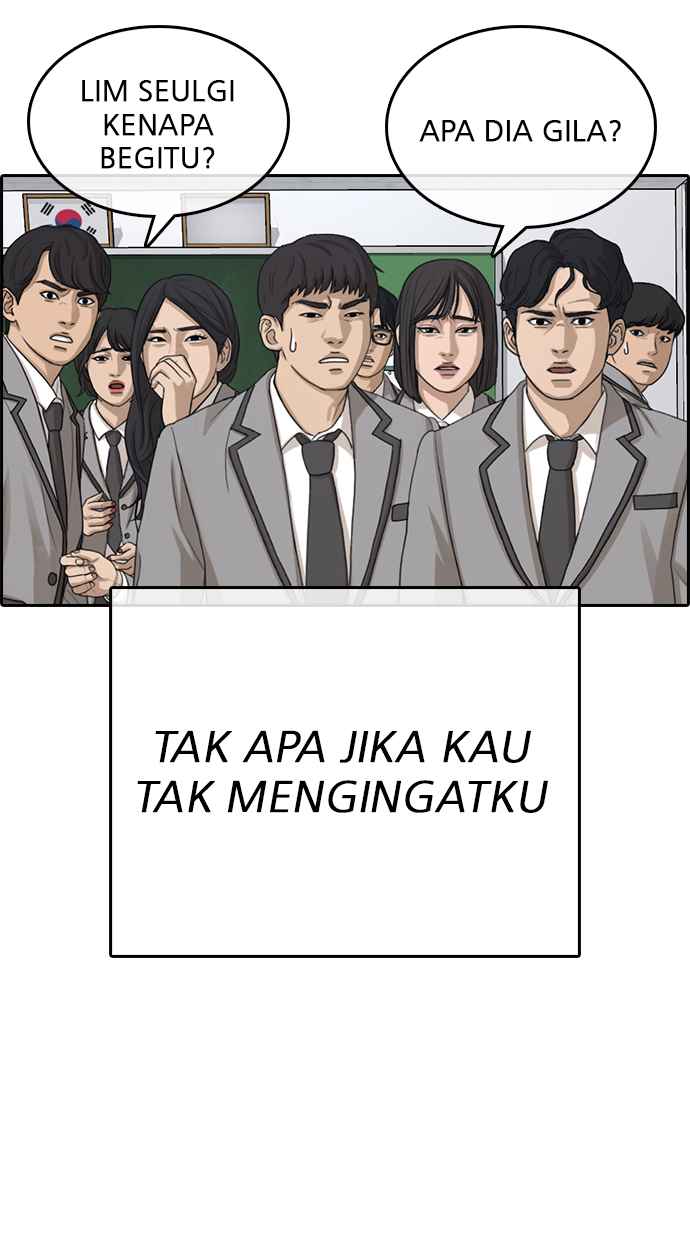 LIM SEULGI
KENAPA
BEGITU?
APA DIA GILA?
TAK APA JIKA KAU
TAK MENGINGATKU